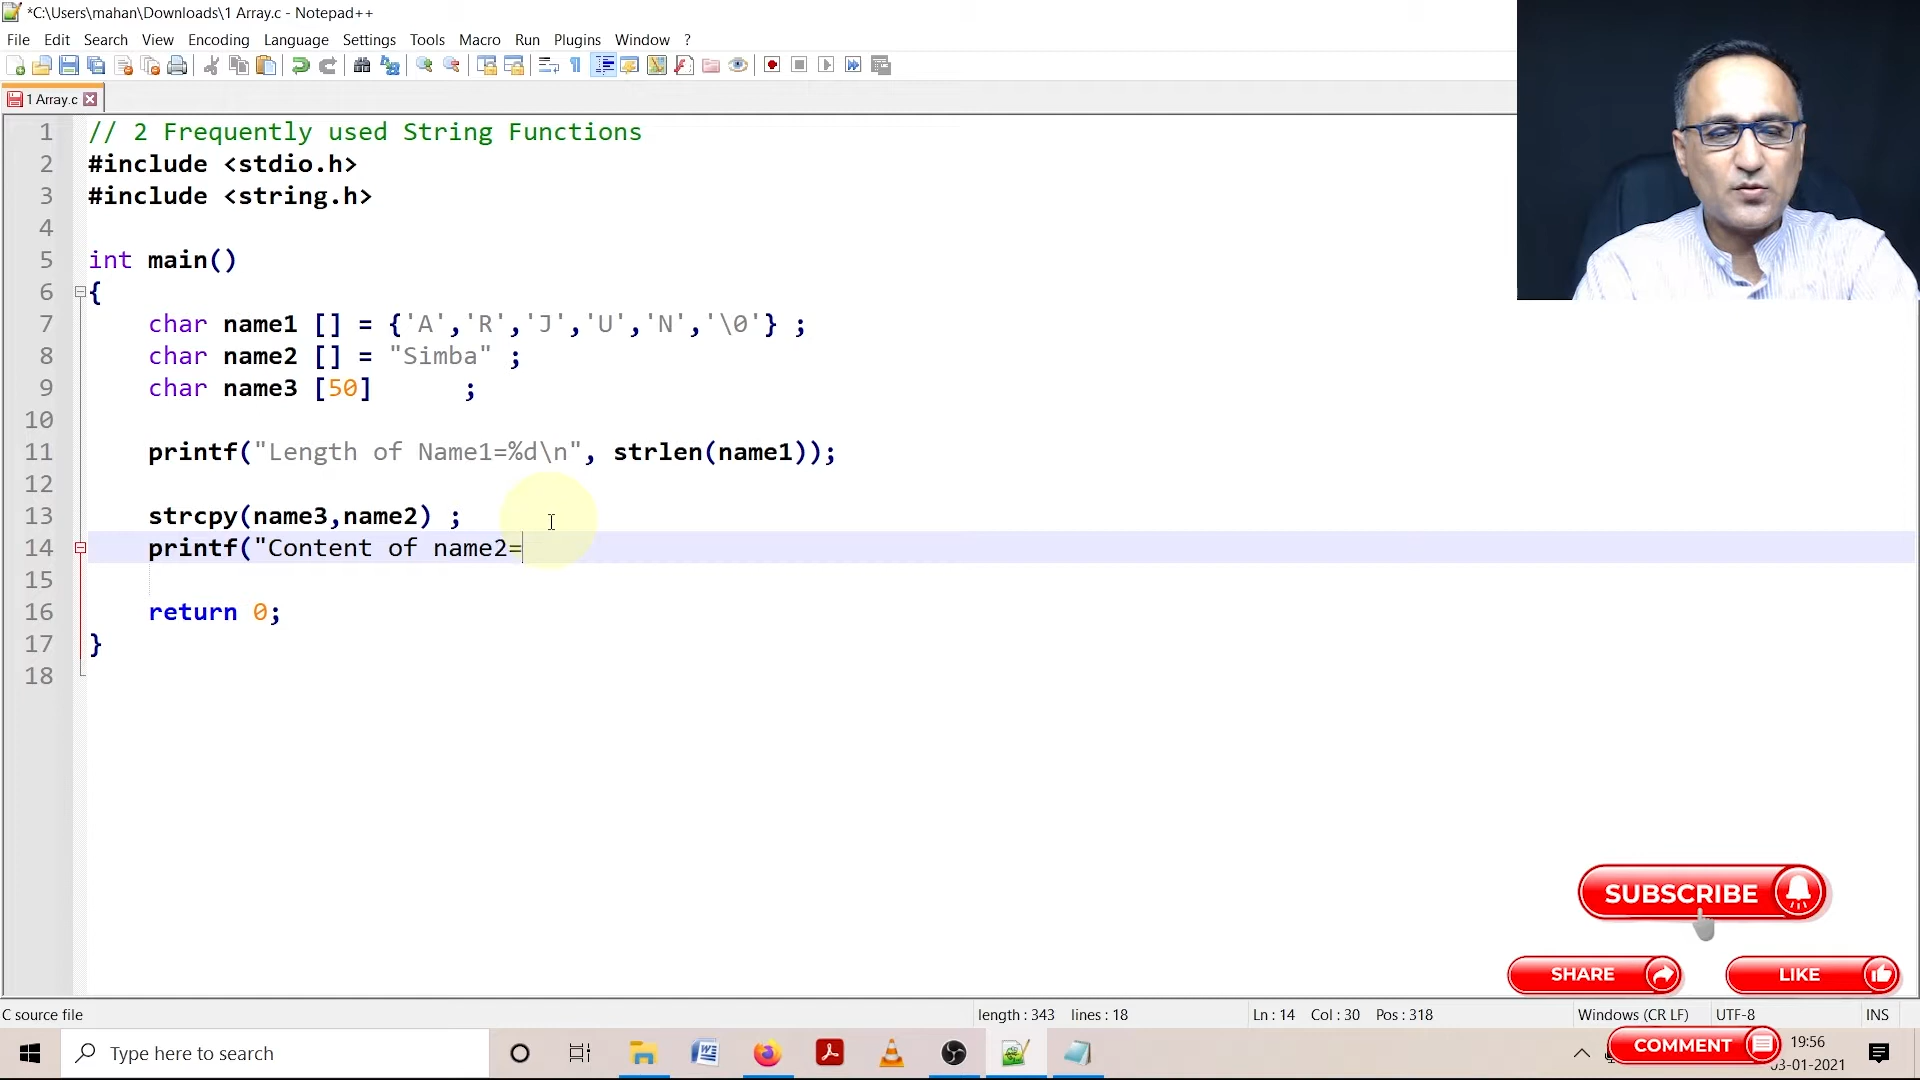 *C:\Users\mahan\Downloads\1 Array.c - Notepad++
File Edit Search View Encoding Language Settings Tools Macro Run Plugins Window ?
1 Array.c
1 // 2 Frequently used String Functions
2 #include <stdio.h>
3 #include <string.h>
4
5 int main()
6 {
7 char name1 [] = {'A','R','J','U','N','\0'} ;
8 char name2 [] = "Simba" ;
9 char name3 [50] ;
10
11 printf("Length of Name1=%d\n", strlen(name1));
12
13 strcpy(name3,name2) ;
14 printf("Content of name2=
15
16 return 0;
17 }
18
SUBSCRIBE
SHARE LIKE
C source file length : 343 lines : 18 Ln : 14 Col : 30 Pos : 318 Windows (CR LF) UTF-8 INS
Type here to search
COMMENT
19:56
03-01-2021